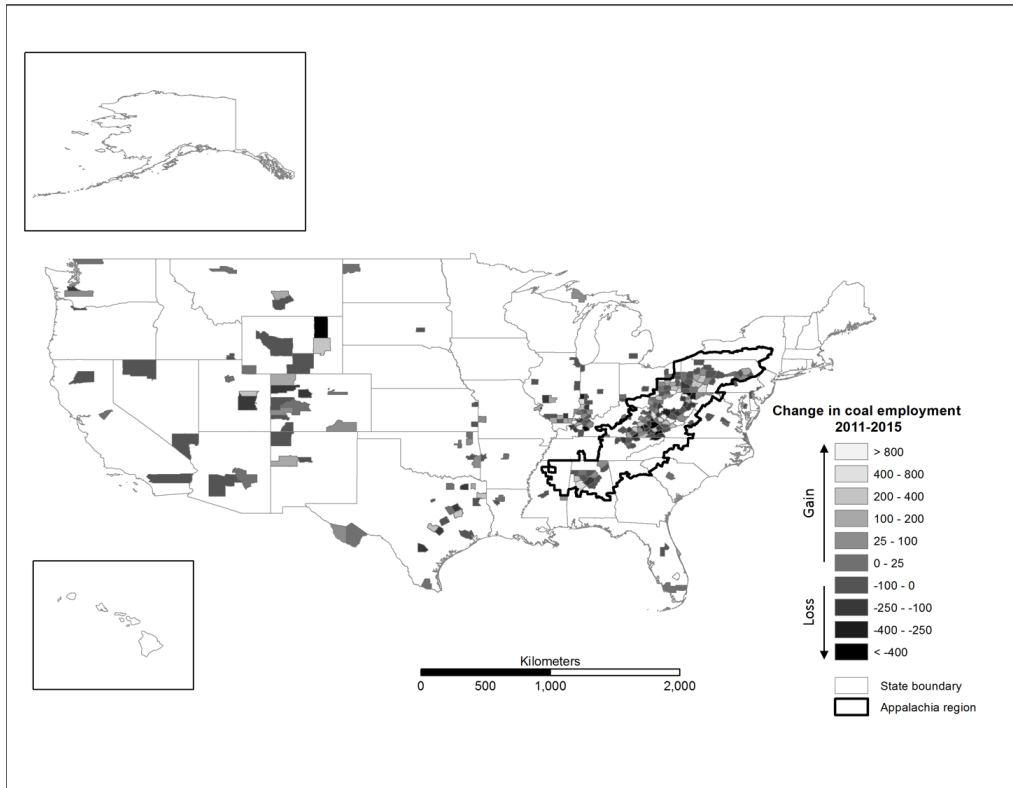 Change in coal employment
2011-2015
Gain
> 800
400 - 800
200 - 400
100 - 200
25 - 100
0 - 25
Loss
-100 - 0
-250 - -100
-400 - -250
< -400
State boundary
Appalachia region
Kilometers
0 500 1,000 2,000